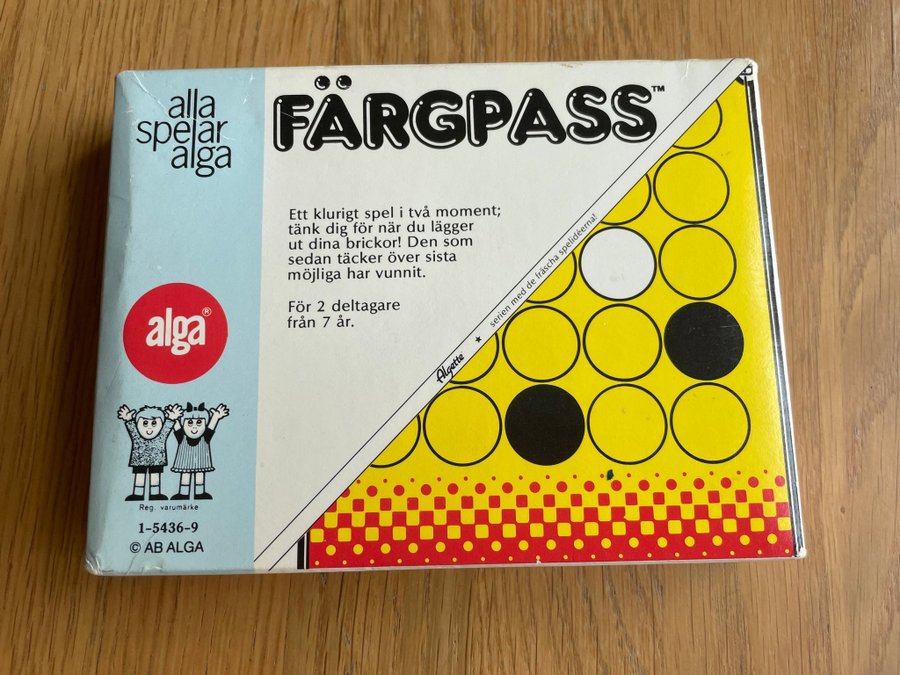 alla
spelar
alga
FÄRGPASS™
Ett klurigt spel i två moment;
tänk dig för när du lägger
ut dina brickor! Den som
sedan täcker över sista
möjliga har vunnit.
För 2 deltagare
från 7 år.
Algette ★ serien med de fräscha spelidéerna!
alga®
Reg. varumärke
1-5436-9
© AB ALGA